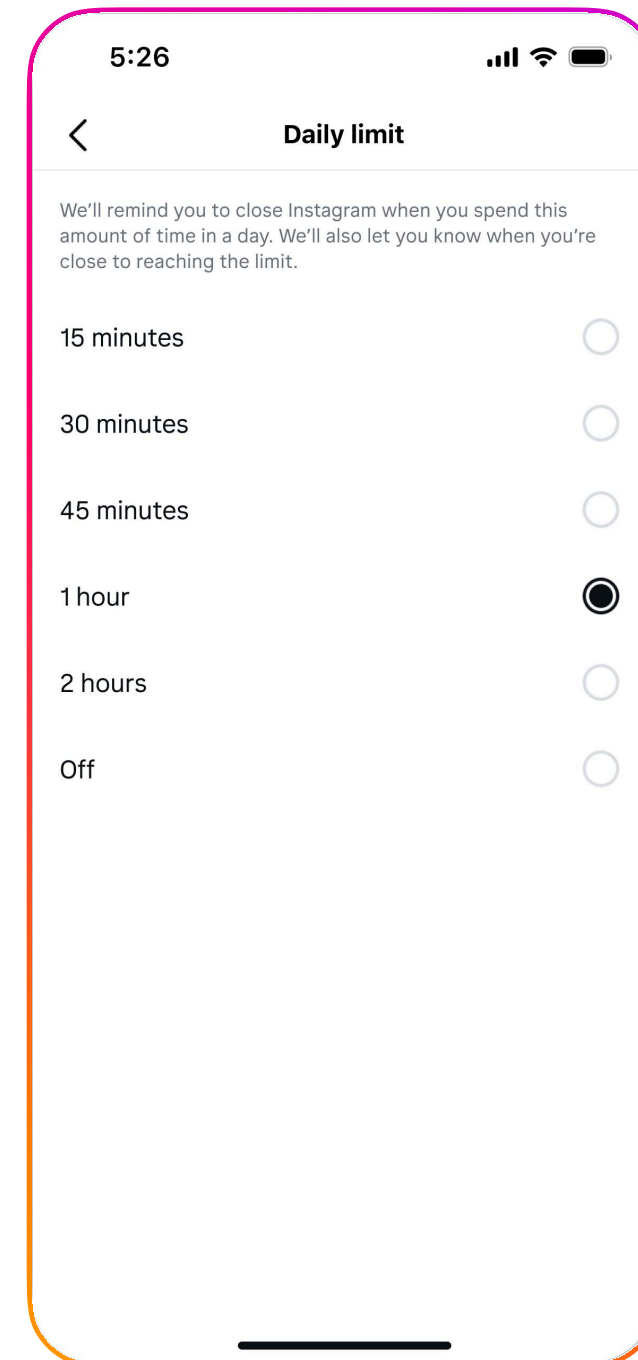 5:26
Daily limit
We’ll remind you to close Instagram when you spend this
amount of time in a day. We’ll also let you know when you’re
close to reaching the limit.
15 minutes
30 minutes
45 minutes
1 hour
2 hours
Off